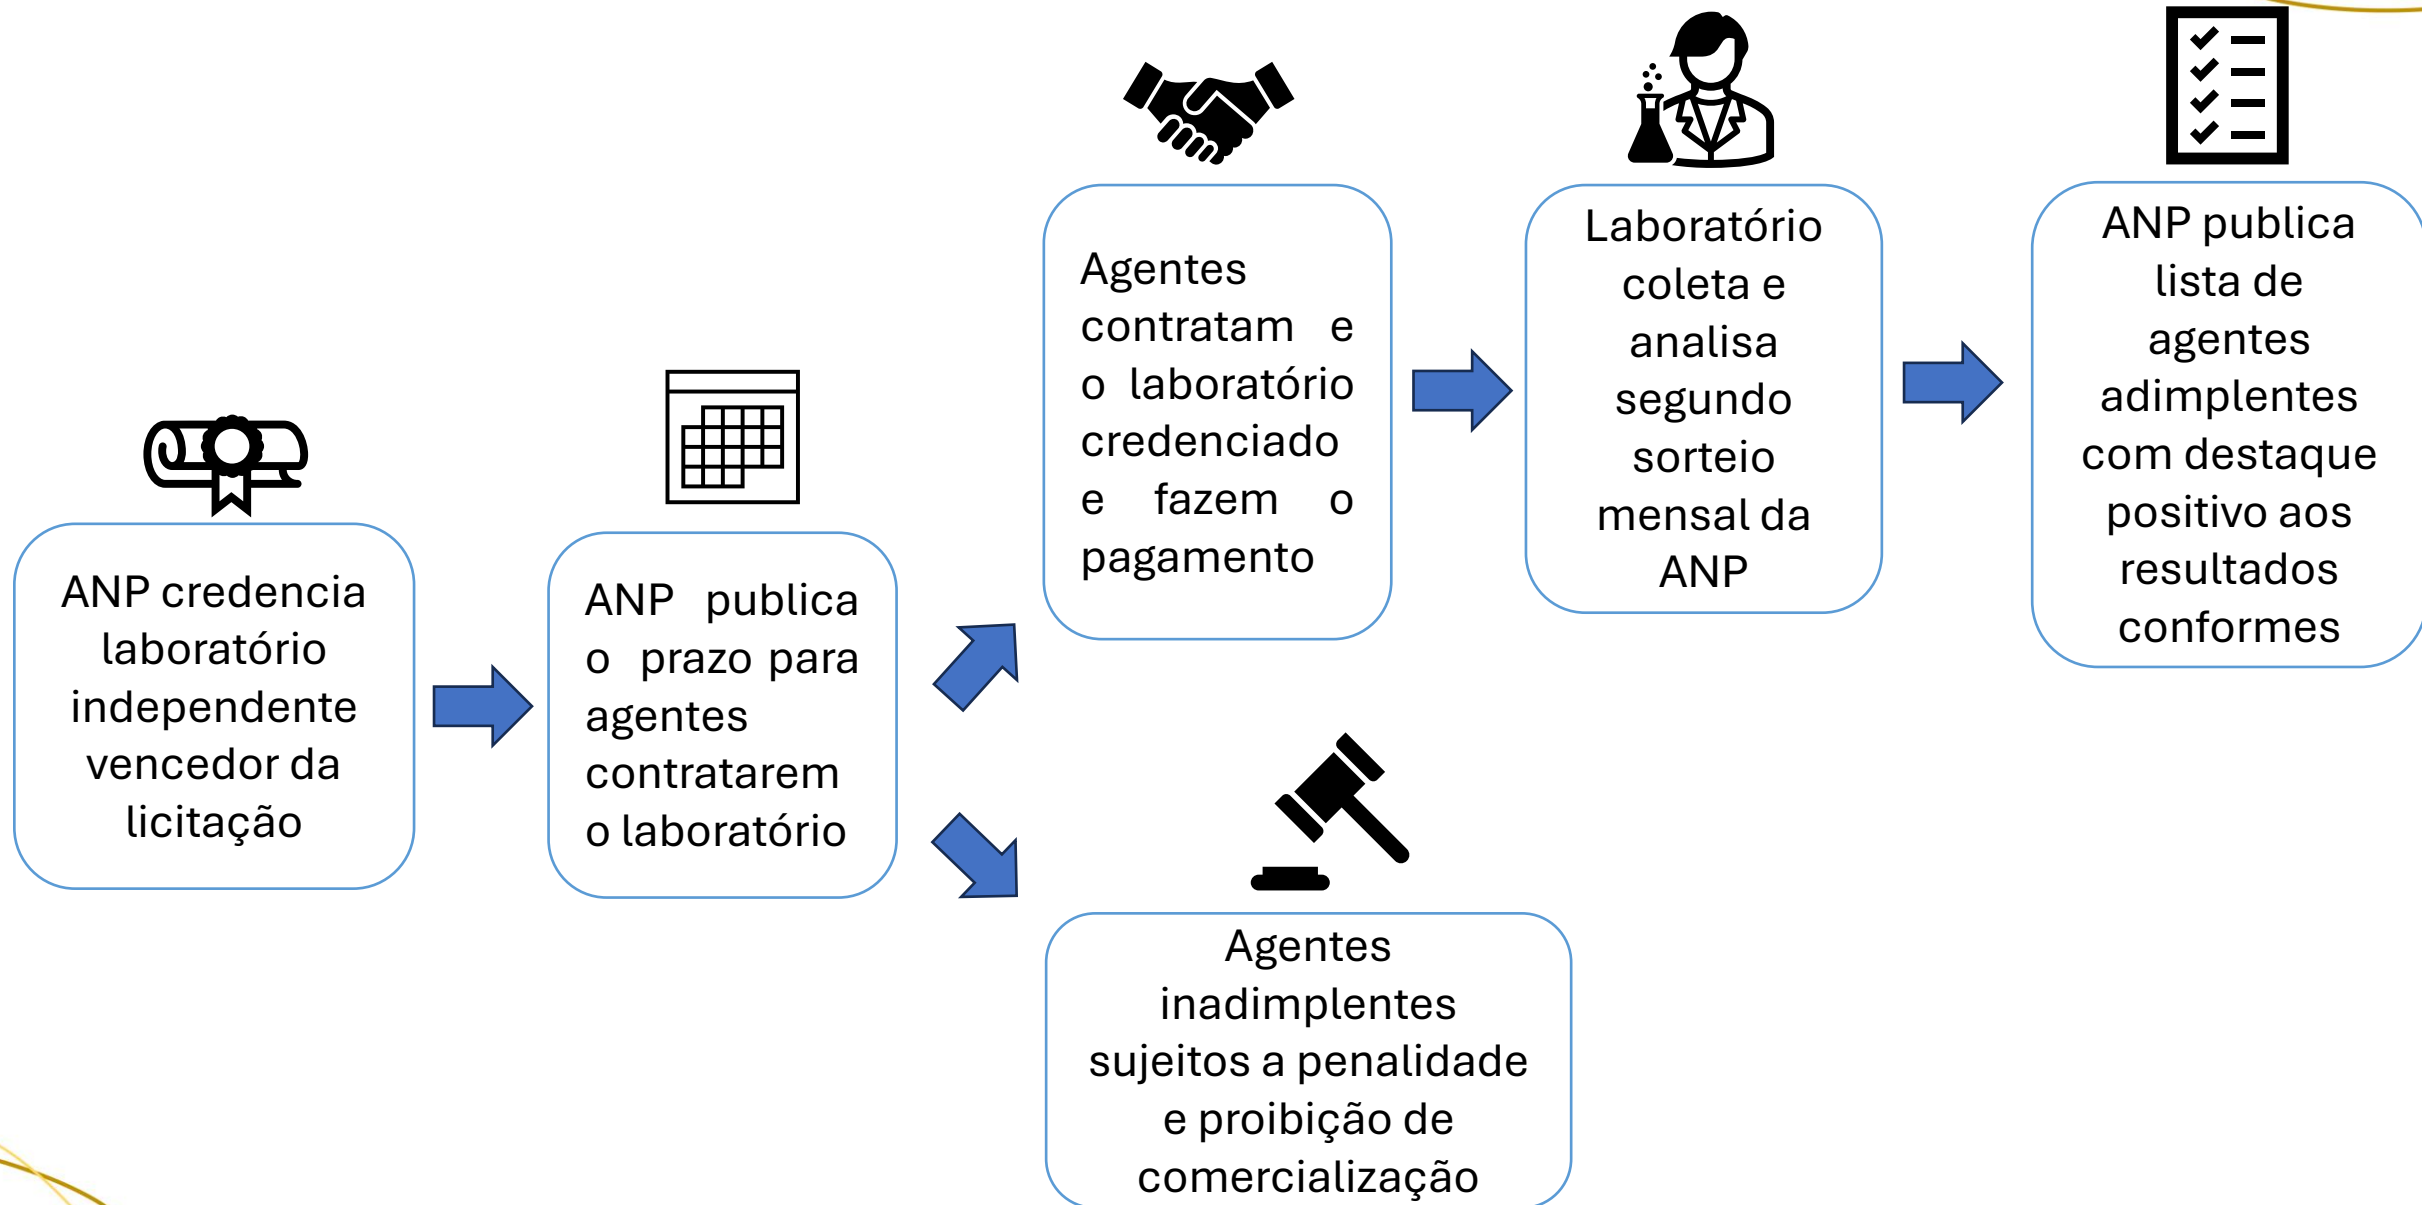 ANP credencia
laboratório
independente
vencedor da
licitação
ANP publica
o prazo para
agentes
contratarem
o laboratório
Agentes
contratam e
o laboratório
credenciado
e fazem o
pagamento
Laboratório
coleta e
analisa
segundo
sorteio
mensal da
ANP
ANP publica
lista de
agentes
adimplentes
com destaque
positivo aos
resultados
conformes
Agentes
inadimplentes
sujeitos a penalidade
e proibição de
comercialização